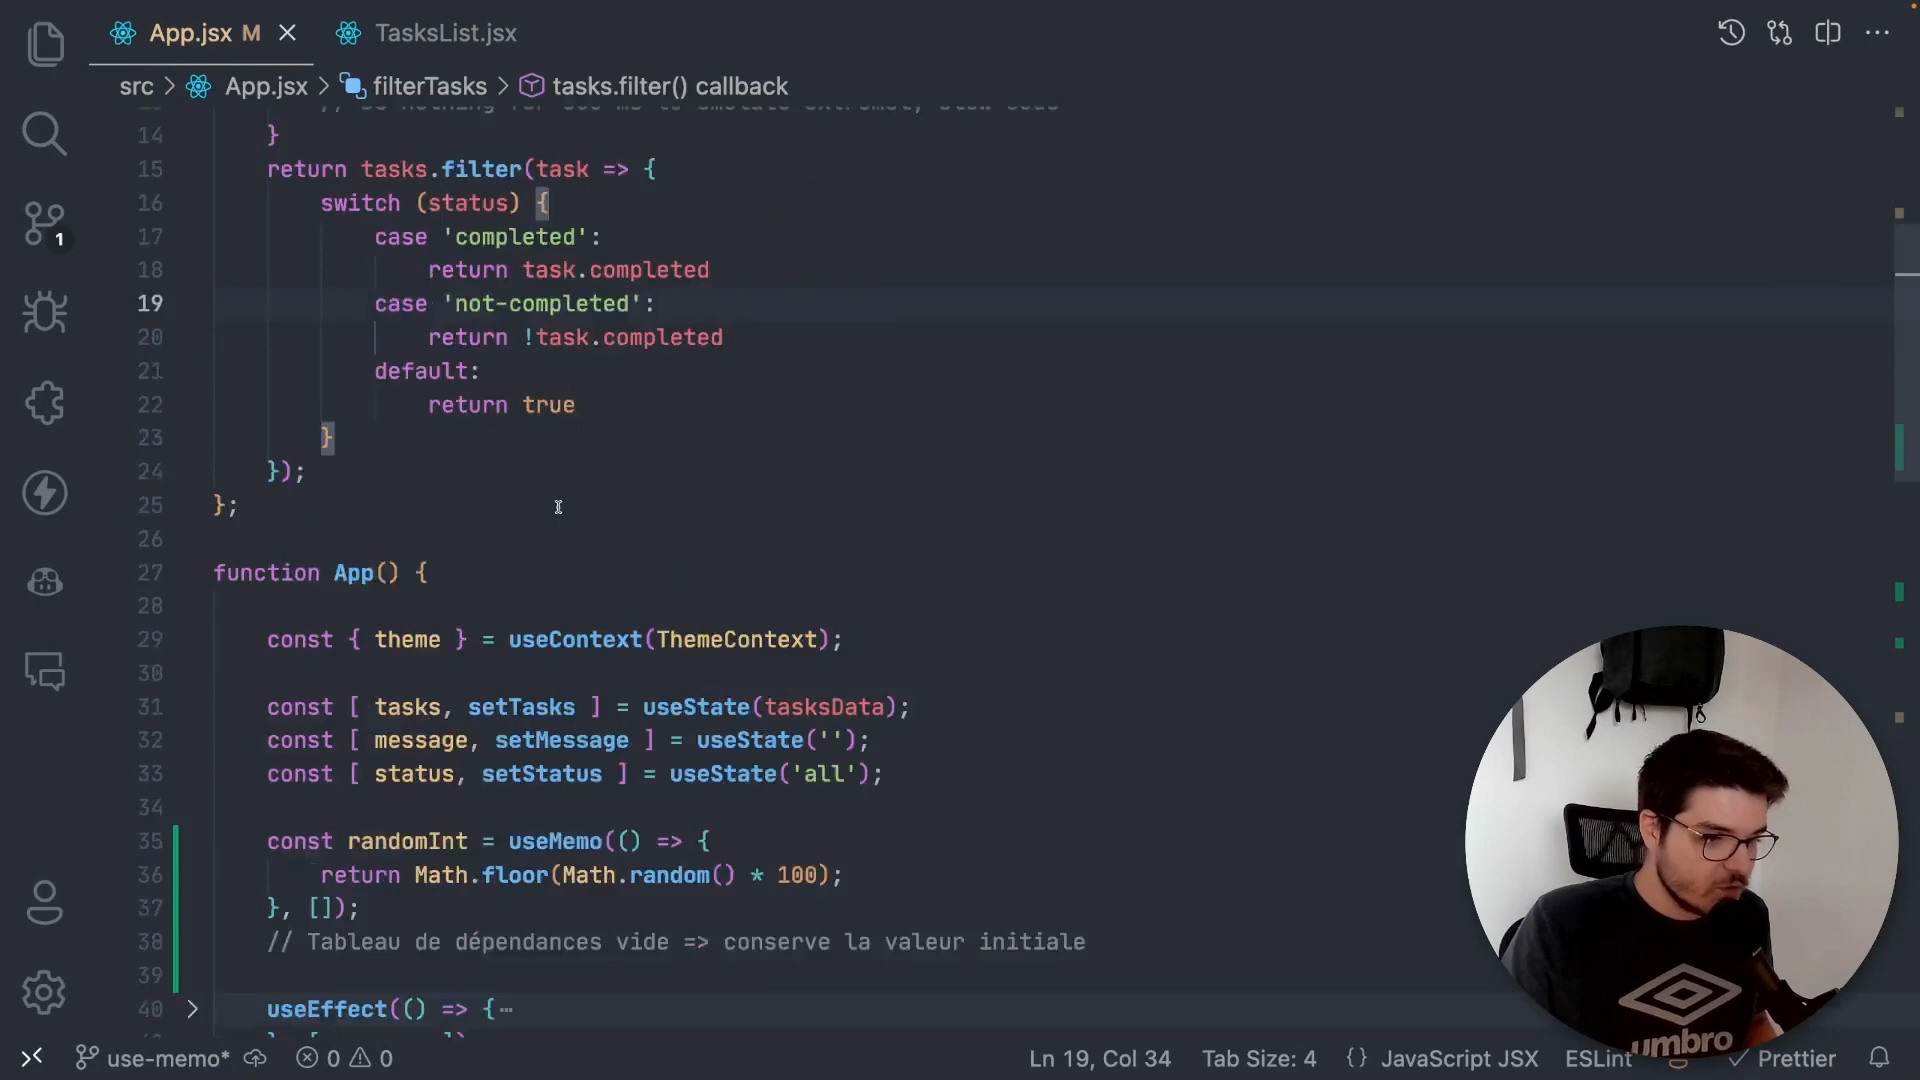 App.jsx M
TasksList.jsx
src > App.jsx > filterTasks > tasks.filter() callback
14 }
15 return tasks.filter(task => {
16 switch (status) {
17 case 'completed':
18 return task.completed
19 case 'not-completed':
20 return !task.completed
21 default:
22 return true
23 }
24 });
25 };
26
27 function App() {
28
29 const { theme } = useContext(ThemeContext);
30
31 const [ tasks, setTasks ] = useState(tasksData);
32 const [ message, setMessage ] = useState('');
33 const [ status, setStatus ] = useState('all');
34
35 const randomInt = useMemo(() => {
36 return Math.floor(Math.random() * 100);
37 }, []);
38 // Tableau de dépendances vide => conserve la valeur initiale
39
40 useEffect(() => {…
1
umbro
use-memo* 0 0 Ln 19, Col 34 Tab Size: 4 {} JavaScript JSX ESLint Prettier